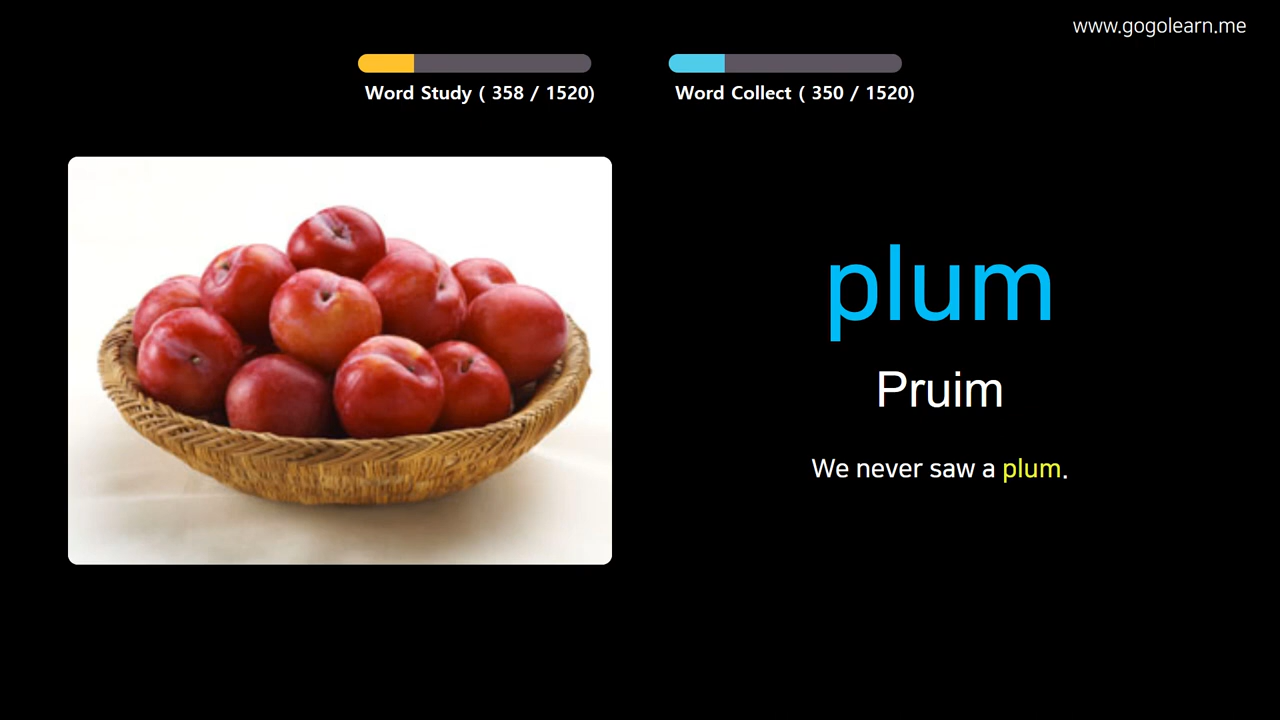 www.gogolearn.me
Word Study ( 358 / 1520)
Word Collect ( 350 / 1520)
plum
Pruim
We never saw a plum.